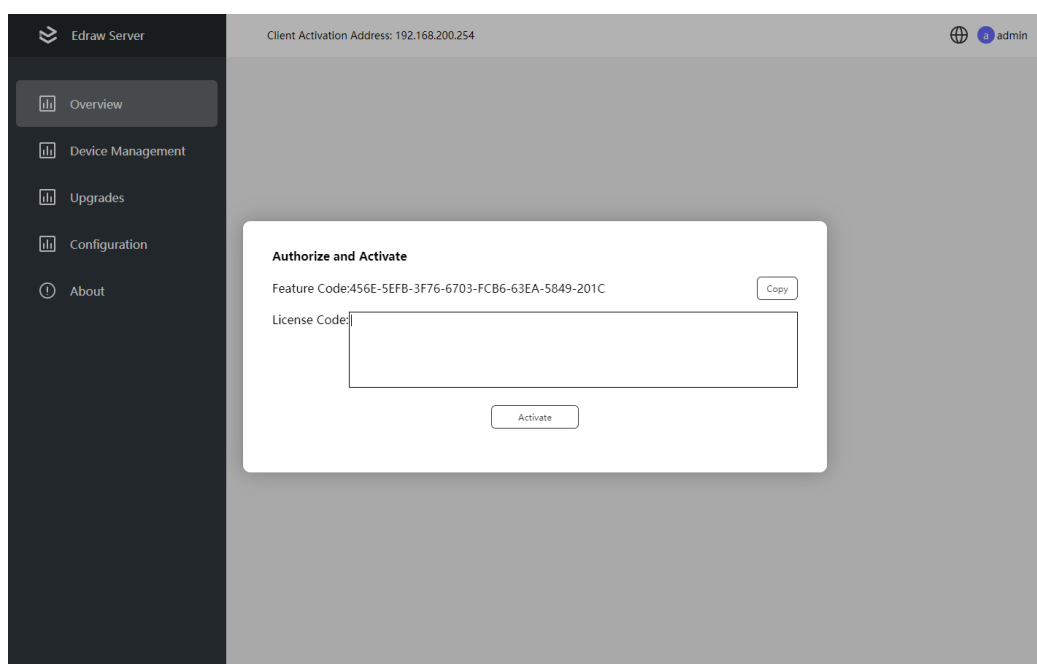 Edraw Server
Client Activation Address: 192.168.200.254
a admin
Overview
Device Management
Upgrades
Configuration
About
Authorize and Activate
Feature Code:456E-5EFB-3F76-6703-FCB6-63EA-5849-201C
Copy
License Code:
Activate